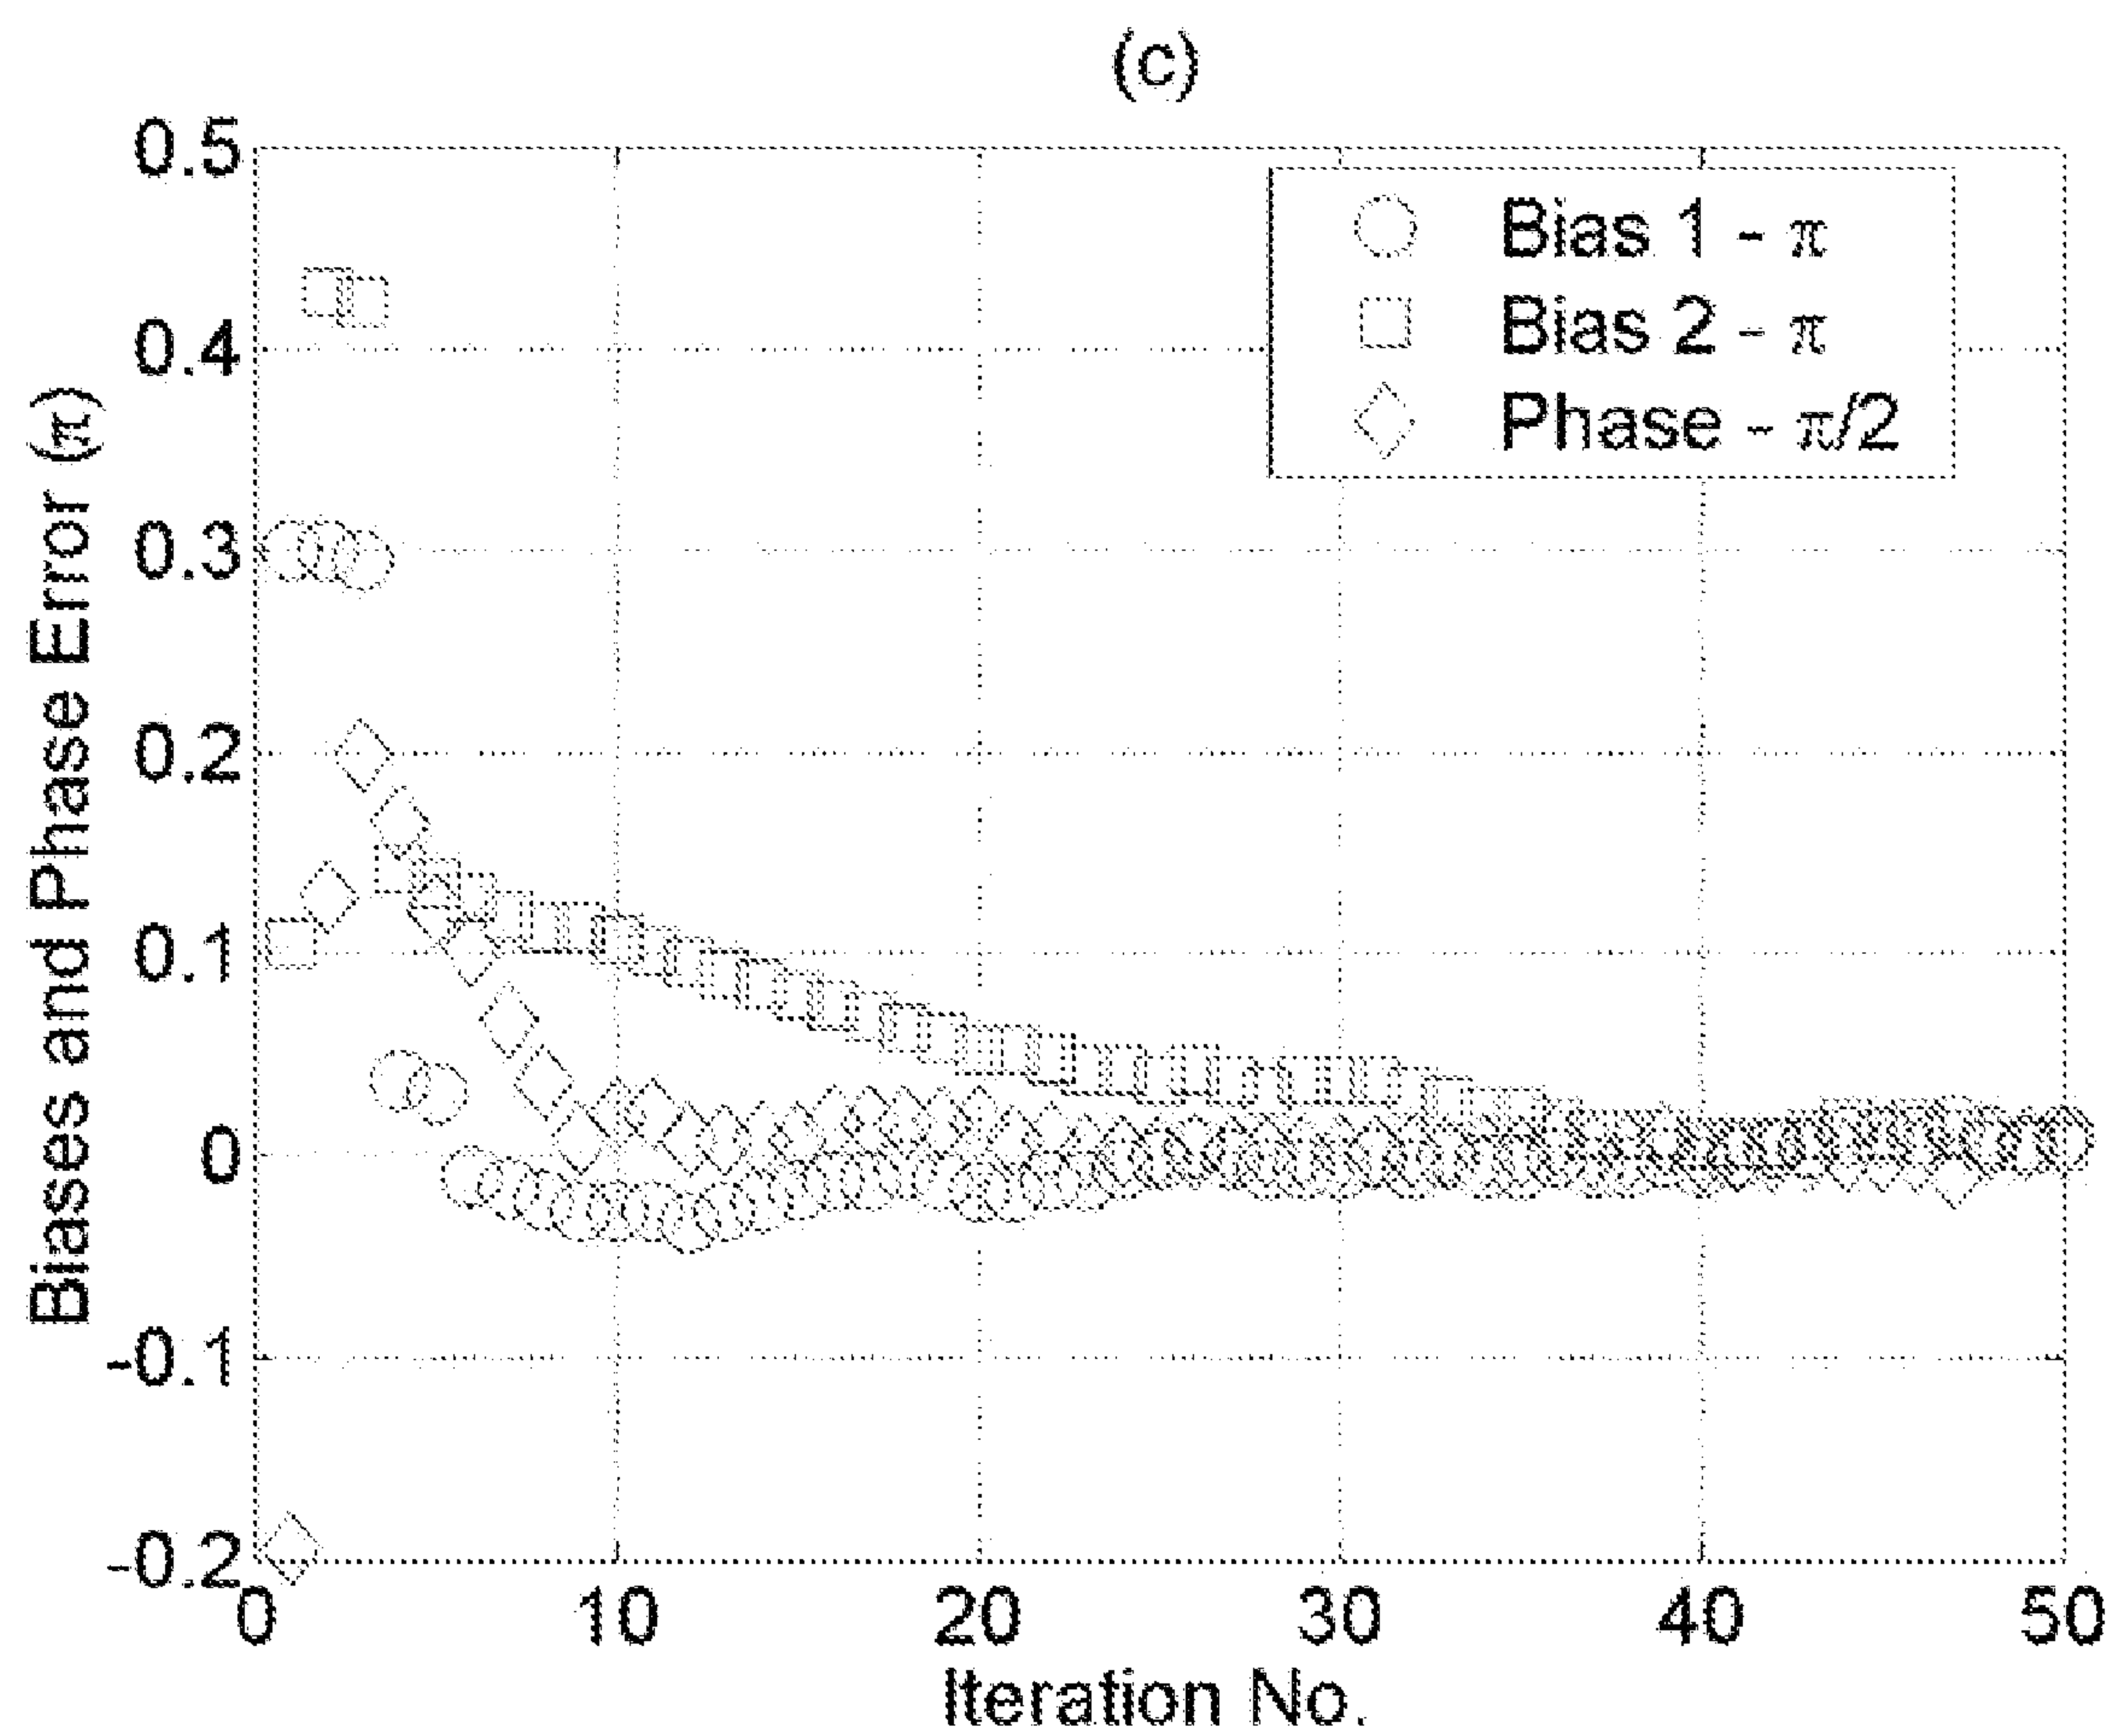 (c)
0.5
0.4
0.3
0.2
0.1
0
-0.1
-0.2
Biases and Phase Error (π)
Bias 1 - π
Bias 2 - π
Phase - π/2
0 10 20 30 40 50
Iteration No.